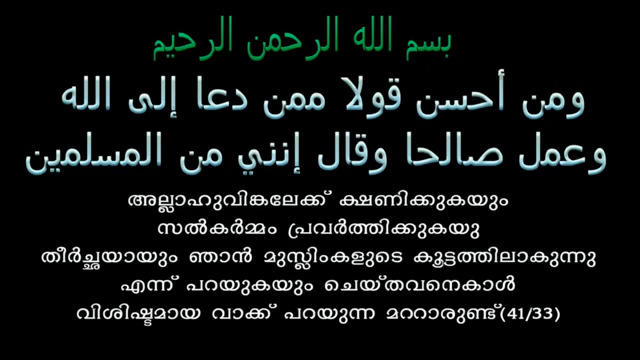 بسم الله الرحمن الرحيم
ومن أحسن قولا ممن دعا إلى الله
وعمل صالحا وقال إنني من المسلمين
അല്ലാഹുവിങ്കലേക്ക് ക്ഷണിക്കുകയും
സൽകർമ്മം പ്രവർത്തിക്കുകയു
തീർച്ഛയായും ഞാൻ മുസ്ലിംകളുടെ കൂട്ടത്തിലാകുന്നു
എന്ന് പറയുകയും ചെയ്തവനെകാൾ
വിശിഷ്ടമായ വാക്ക് പറയുന്ന മററാരുണ്ട്(41/33)